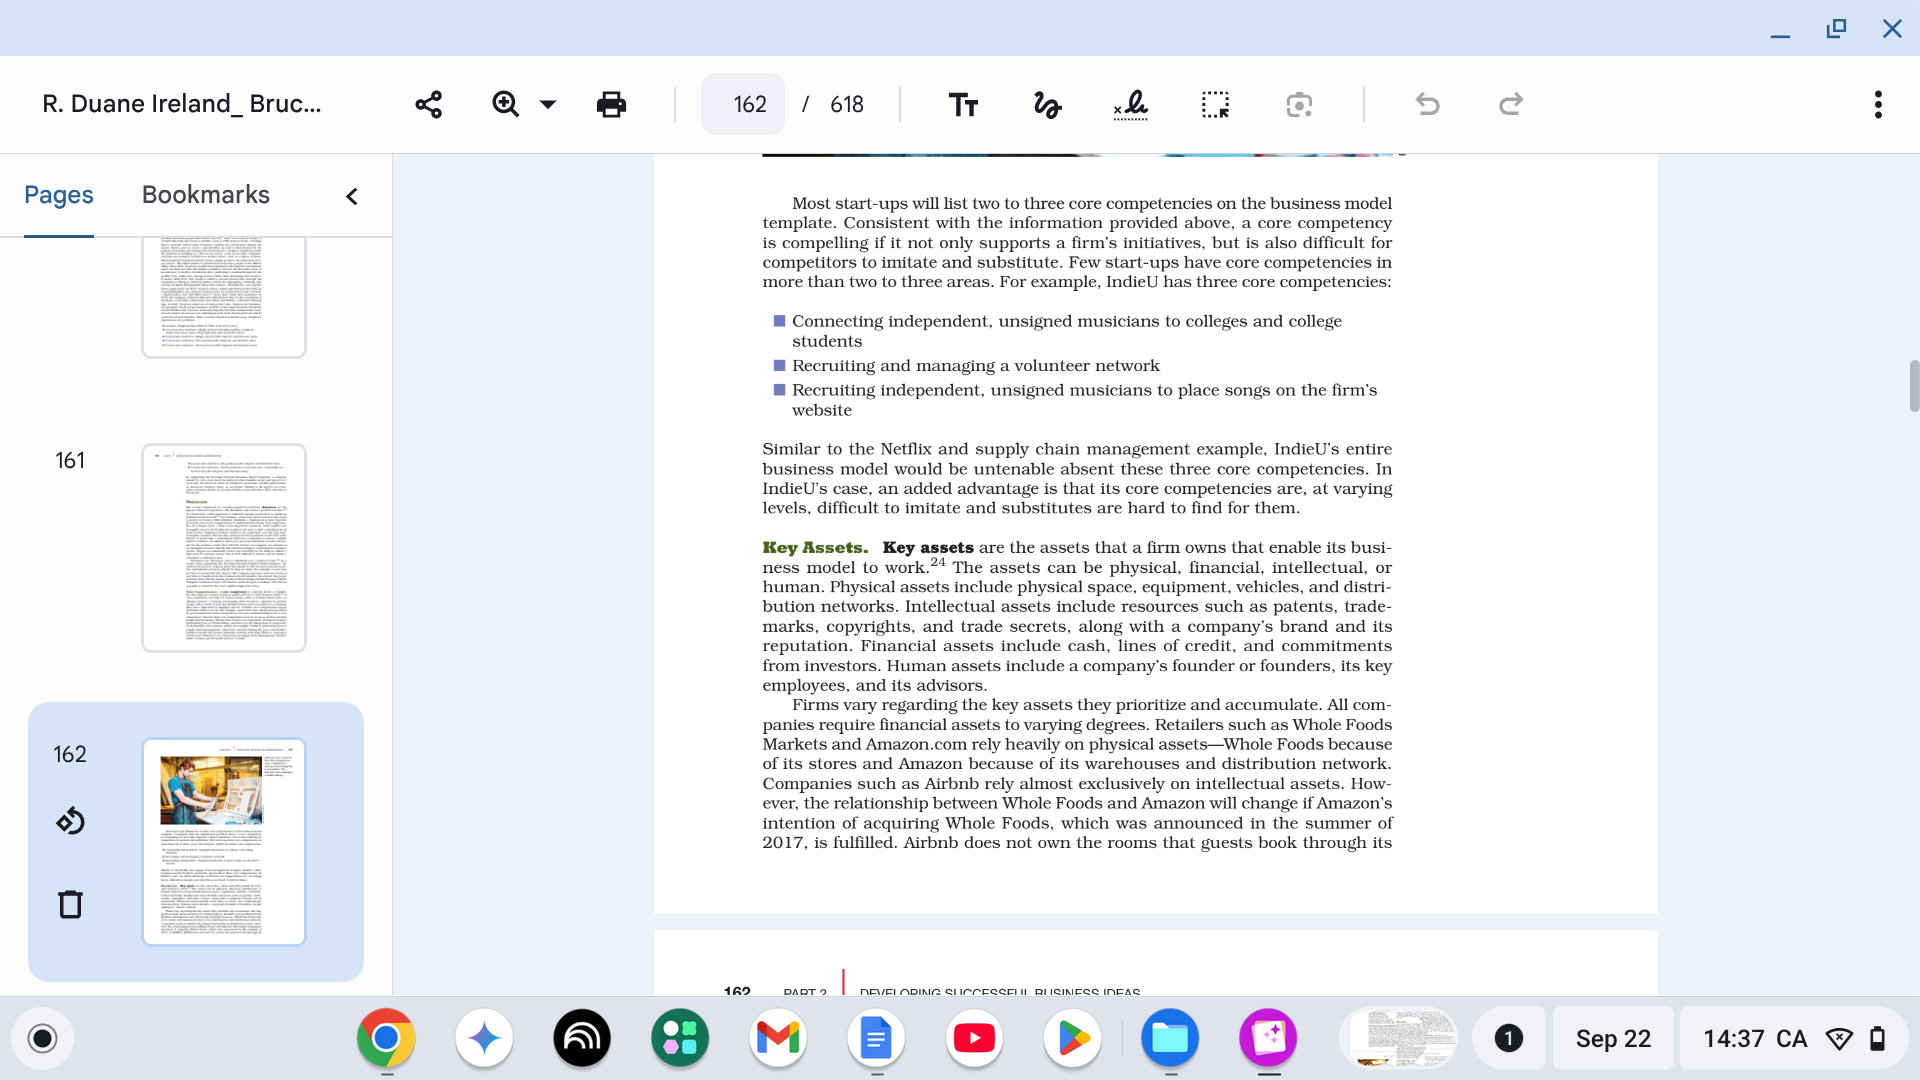 R. Duane Ireland_ Bruc...
162 / 618
Pages
Bookmarks
161
162
Most start-ups will list two to three core competencies on the business model
template. Consistent with the information provided above, a core competency
is compelling if it not only supports a firm's initiatives, but is also difficult for
competitors to imitate and substitute. Few start-ups have core competencies in
more than two to three areas. For example, IndieU has three core competencies:
Connecting independent, unsigned musicians to colleges and college
students
Recruiting and managing a volunteer network
Recruiting independent, unsigned musicians to place songs on the firm's
website
Similar to the Netflix and supply chain management example, IndieU's entire
business model would be untenable absent these three core competencies. In
IndieU's case, an added advantage is that its core competencies are, at varying
levels, difficult to imitate and substitutes are hard to find for them.
Key Assets. Key assets are the assets that a firm owns that enable its busi-
ness model to work.24 The assets can be physical, financial, intellectual, or
human. Physical assets include physical space, equipment, vehicles, and distri-
bution networks. Intellectual assets include resources such as patents, trade-
marks, copyrights, and trade secrets, along with a company's brand and its
reputation. Financial assets include cash, lines of credit, and commitments
from investors. Human assets include a company's founder or founders, its key
employees, and its advisors.
Firms vary regarding the key assets they prioritize and accumulate. All com-
panies require financial assets to varying degrees. Retailers such as Whole Foods
Markets and Amazon.com rely heavily on physical assets—Whole Foods because
of its stores and Amazon because of its warehouses and distribution network.
Companies such as Airbnb rely almost exclusively on intellectual assets. How-
ever, the relationship between Whole Foods and Amazon will change if Amazon's
intention of acquiring Whole Foods, which was announced in the summer of
2017, is fulfilled. Airbnb does not own the rooms that guests book through its
162 PART 2 DEVELOPING SUCCESSFUL BUSINESS IDEAS
1
Sep 22
14:37 CA